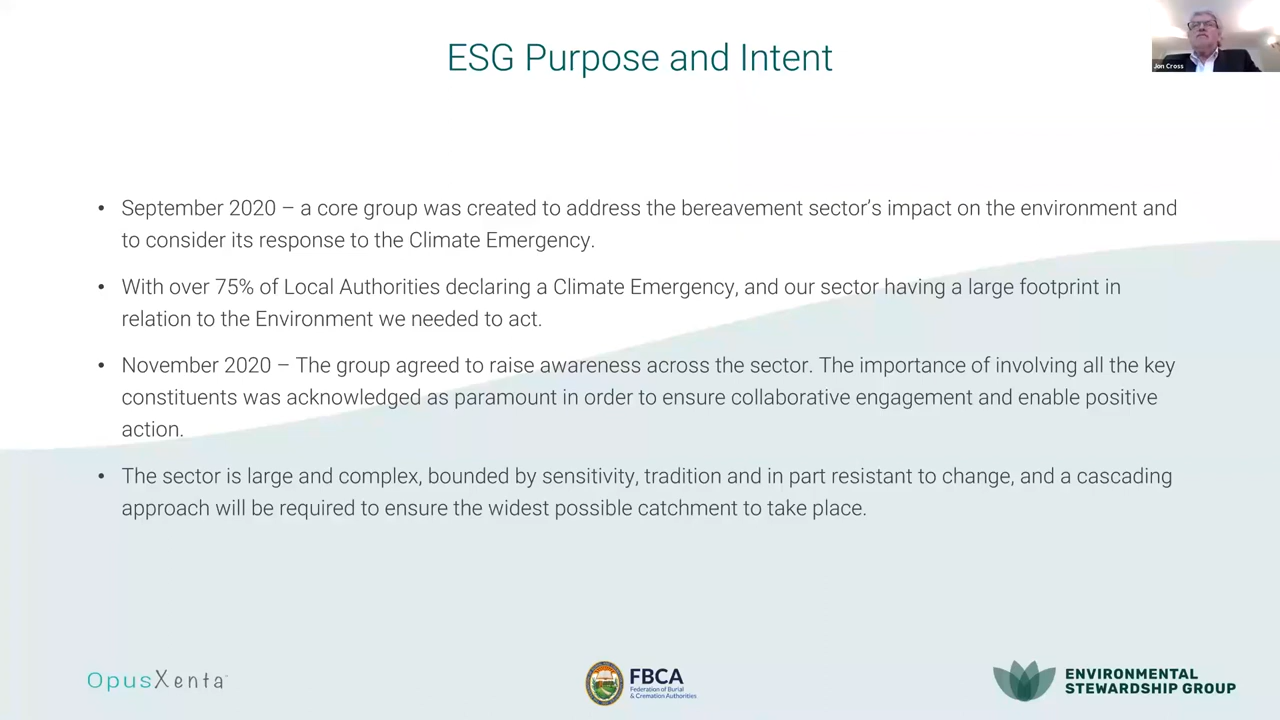 ESG Purpose and Intent
Jon Cross
• September 2020 – a core group was created to address the bereavement sector’s impact on the environment and
to consider its response to the Climate Emergency.
• With over 75% of Local Authorities declaring a Climate Emergency, and our sector having a large footprint in
relation to the Environment we needed to act.
• November 2020 – The group agreed to raise awareness across the sector. The importance of involving all the key
constituents was acknowledged as paramount in order to ensure collaborative engagement and enable positive
action.
• The sector is large and complex, bounded by sensitivity, tradition and in part resistant to change, and a cascading
approach will be required to ensure the widest possible catchment to take place.
OpusXenta
FBCA
Federation of Burial
& Cremation Authorities
ENVIRONMENTAL
STEWARDSHIP GROUP